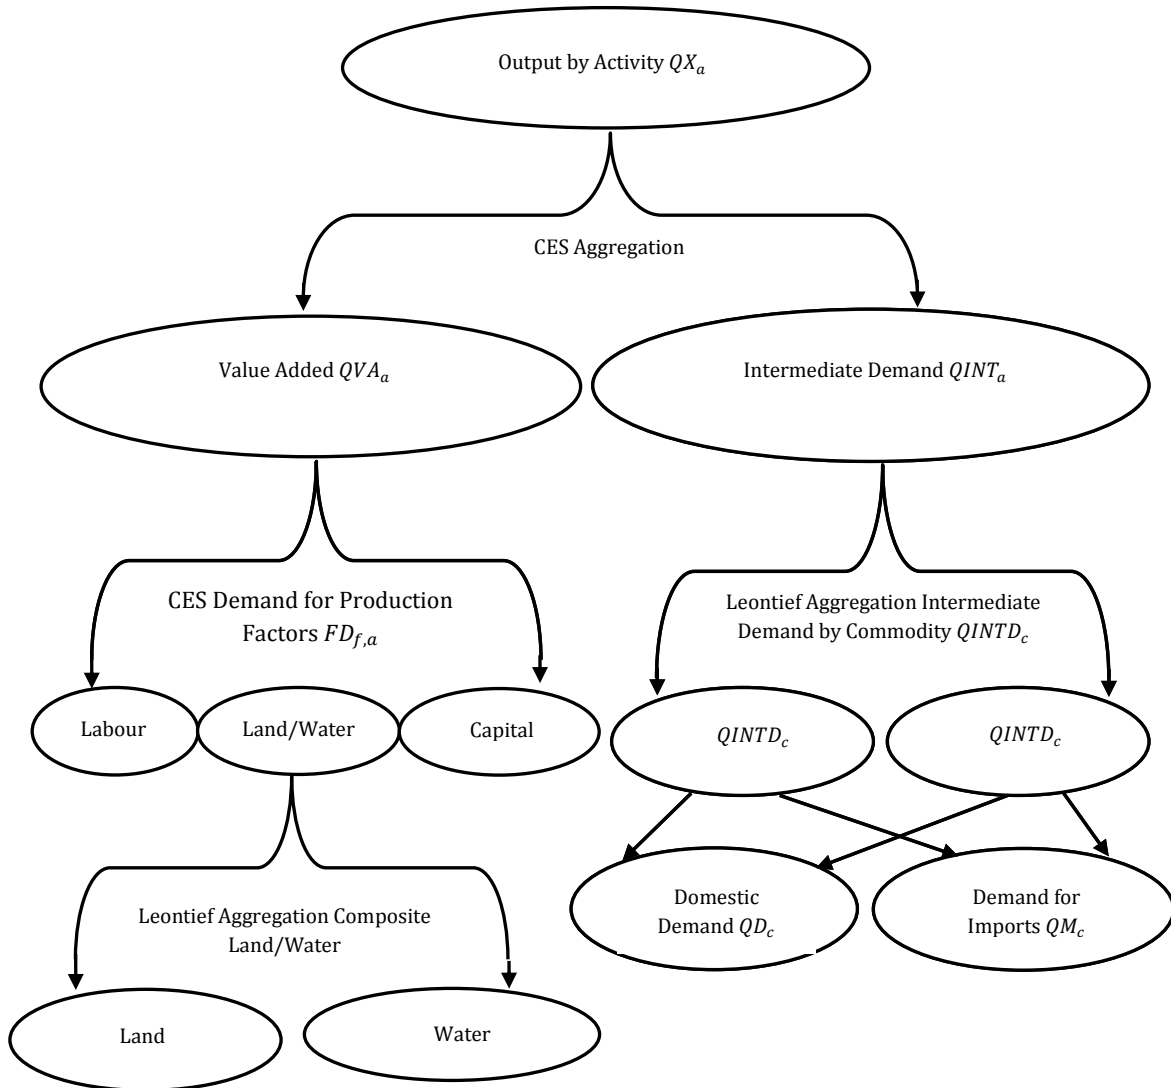 Output by Activity QX_a
CES Aggregation
Value Added QVA_a
Intermediate Demand QINT_a
CES Demand for Production
Factors FD_{f,a}
Leontief Aggregation Intermediate
Demand by Commodity QINTD_c
Labour
Land/Water
Capital
QINTD_c
QINTD_c
Leontief Aggregation Composite
Land/Water
Domestic
Demand QD_c
Demand for
Imports QM_c
Land
Water